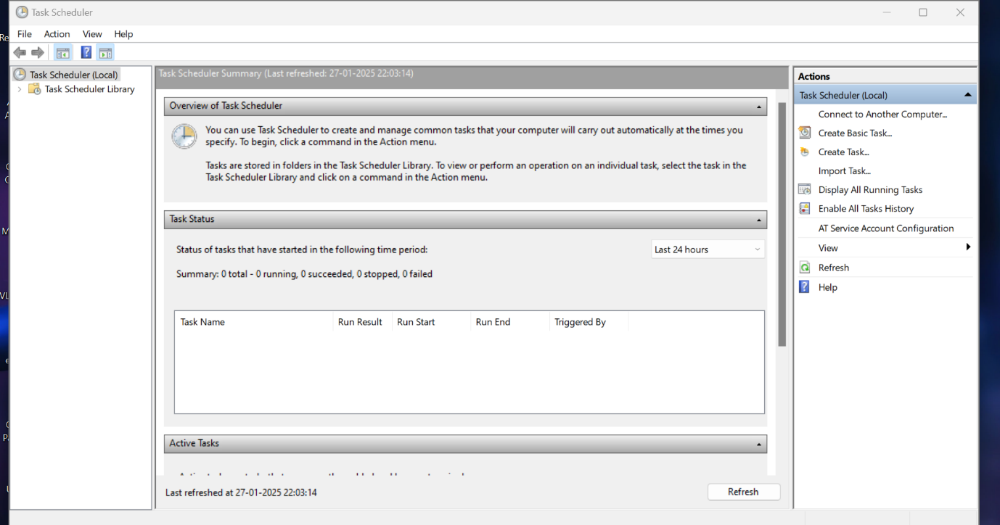 Task Scheduler
File Action View Help
Task Scheduler (Local)
Task Scheduler Library
Task Scheduler Summary (Last refreshed: 27-01-2025 22:03:14)
Overview of Task Scheduler
You can use Task Scheduler to create and manage common tasks that your computer will carry out automatically at the times you
specify. To begin, click a command in the Action menu.
Tasks are stored in folders in the Task Scheduler Library. To view or perform an operation on an individual task, select the task in the
Task Scheduler Library and click on a command in the Action menu.
Task Status
Status of tasks that have started in the following time period:
Last 24 hours
Summary: 0 total - 0 running, 0 succeeded, 0 stopped, 0 failed
Task Name Run Result Run Start Run End Triggered By
Active Tasks
Last refreshed at 27-01-2025 22:03:14
Refresh
Actions
Task Scheduler (Local)
Connect to Another Computer...
Create Basic Task...
Create Task...
Import Task...
Display All Running Tasks
Enable All Tasks History
AT Service Account Configuration
View
Refresh
Help